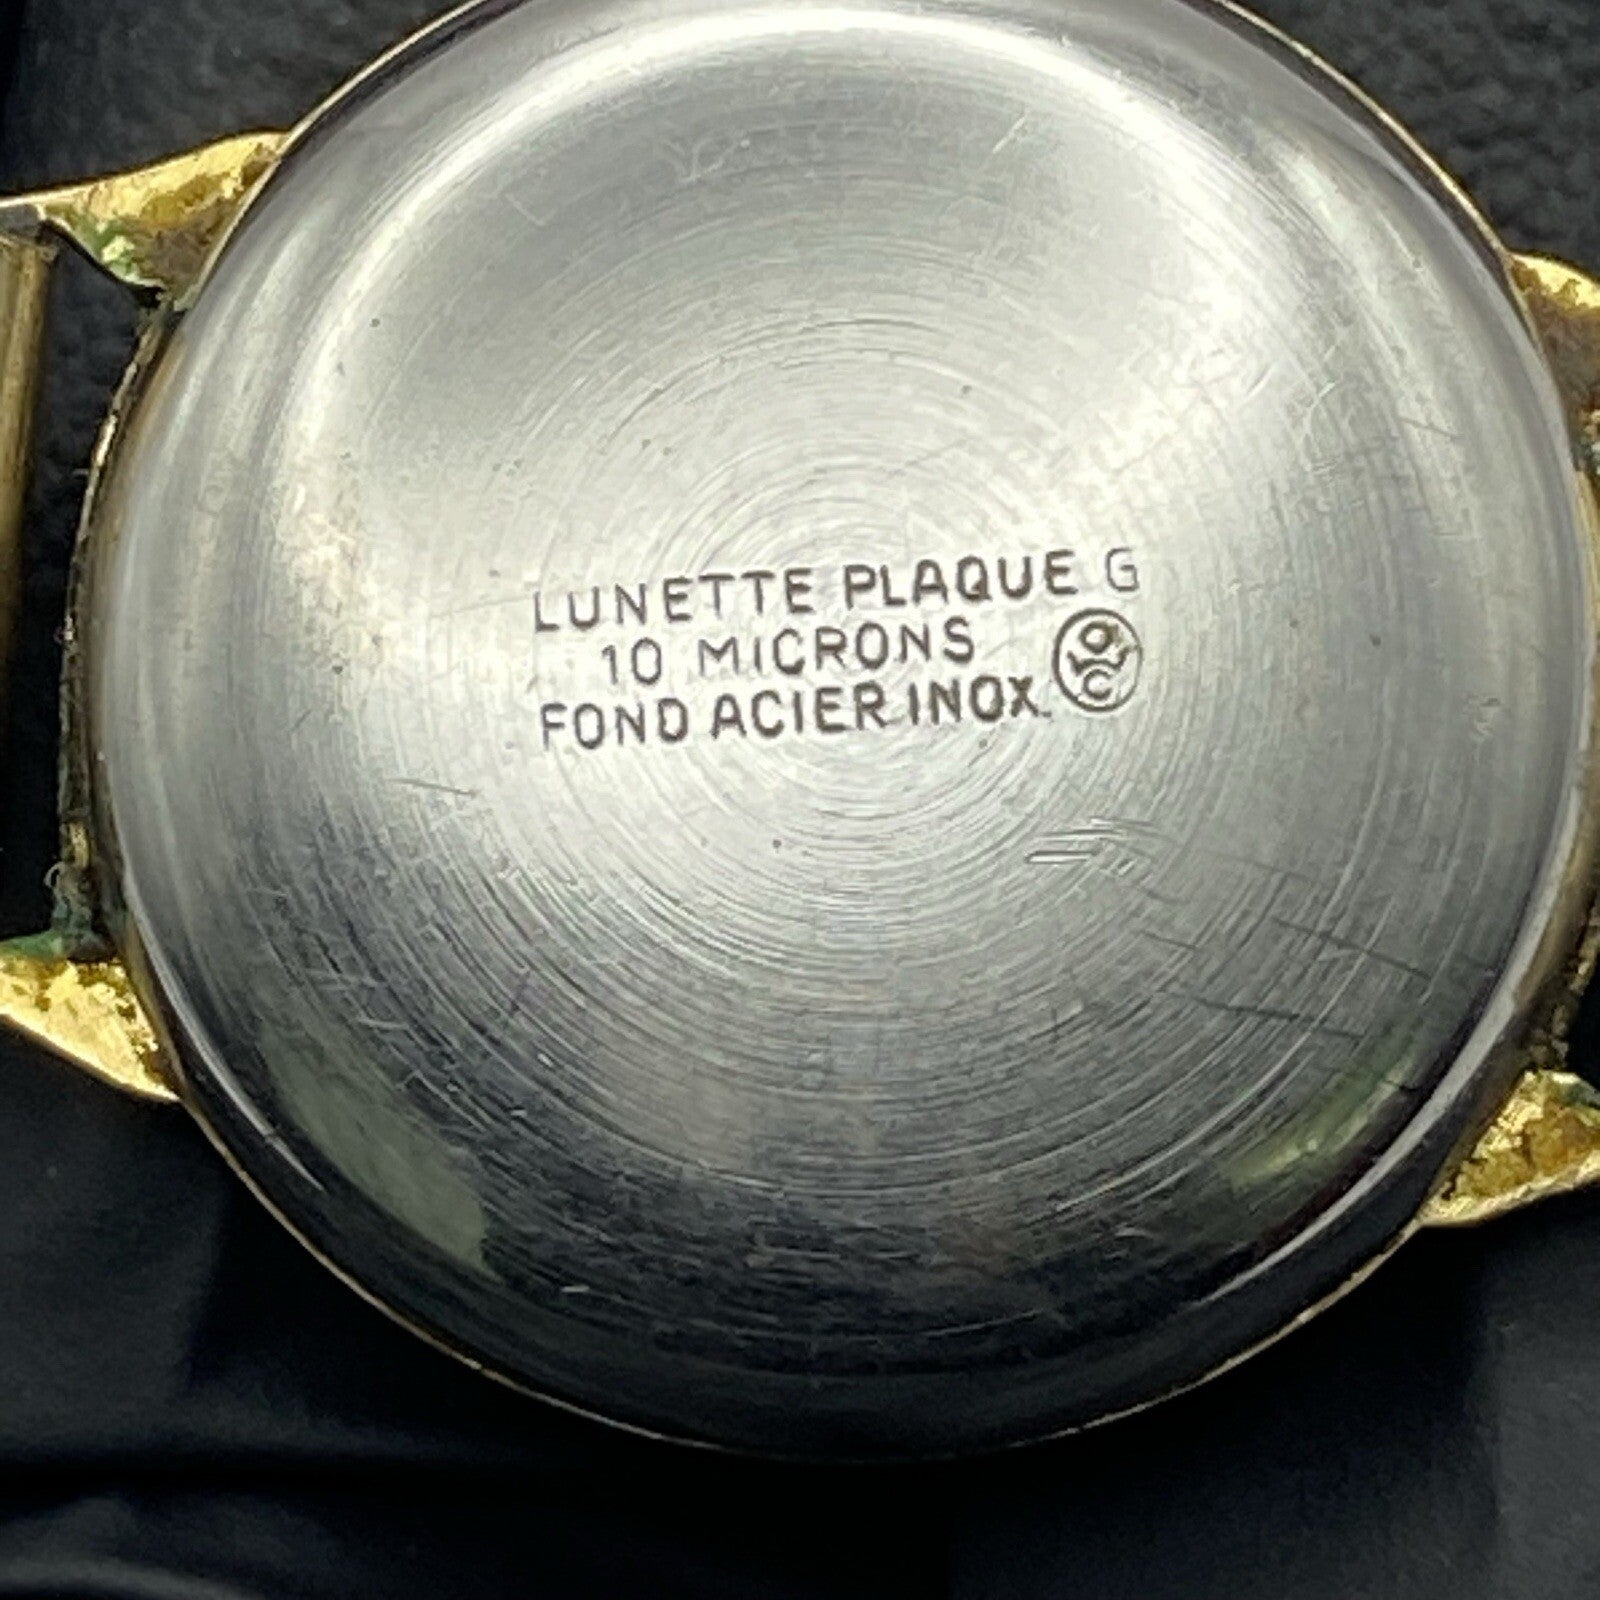 LUNETTE PLAQUE G
10 MICRONS
FOND ACIER INOX.